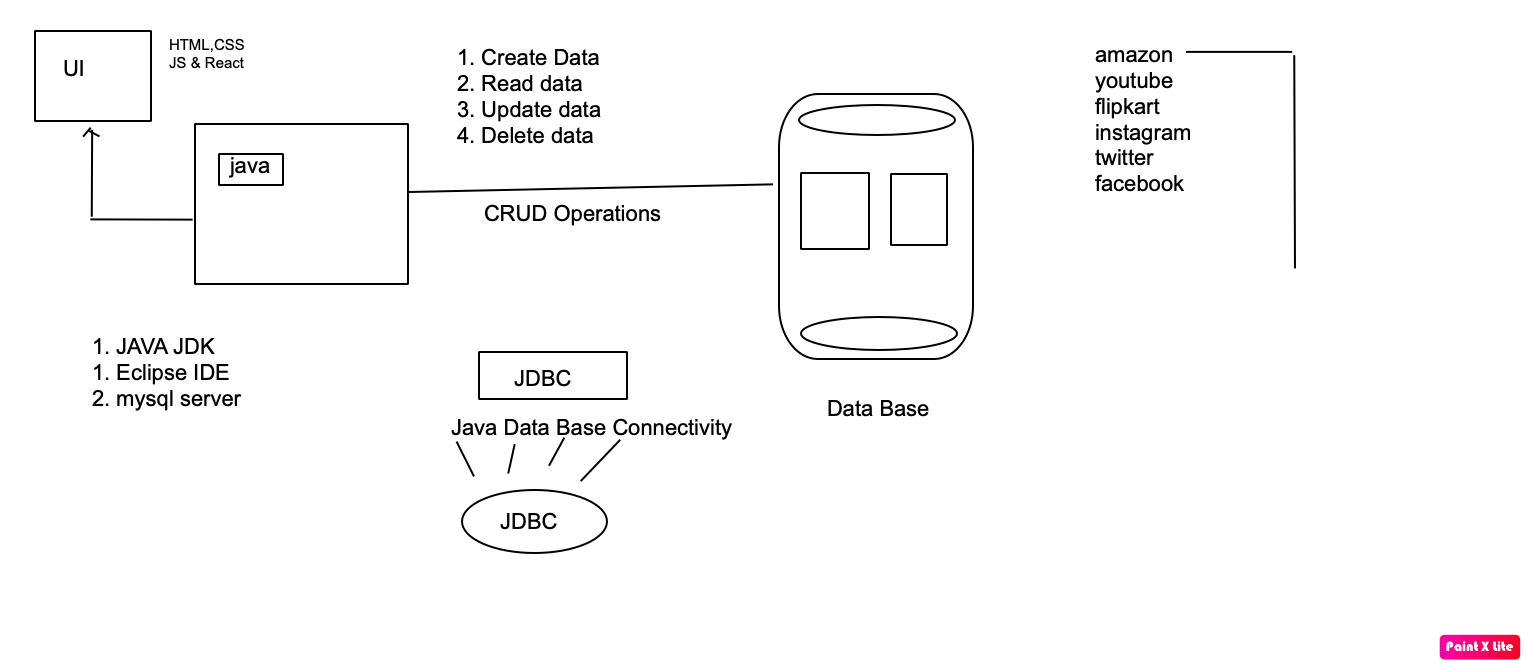 UI
HTML,CSS
JS & React
java
1. Create Data
2. Read data
3. Update data
4. Delete data
CRUD Operations
amazon
youtube
flipkart
instagram
twitter
facebook
1. JAVA JDK
1. Eclipse IDE
2. mysql server
JDBC
Java Data Base Connectivity
JDBC
Data Base
Paint X Lite